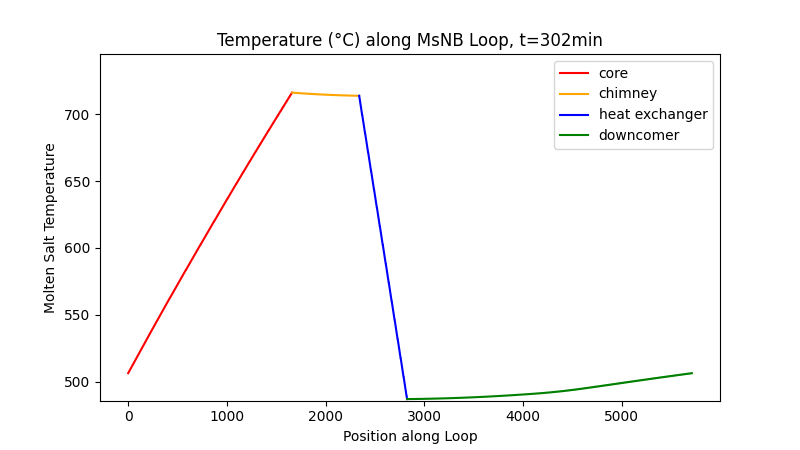 Temperature (°C) along MsNB Loop, t=302min
core
chimney
heat exchanger
downcomer
Molten Salt Temperature
700
650
600
550
500
0
1000
2000
3000
4000
5000
Position along Loop